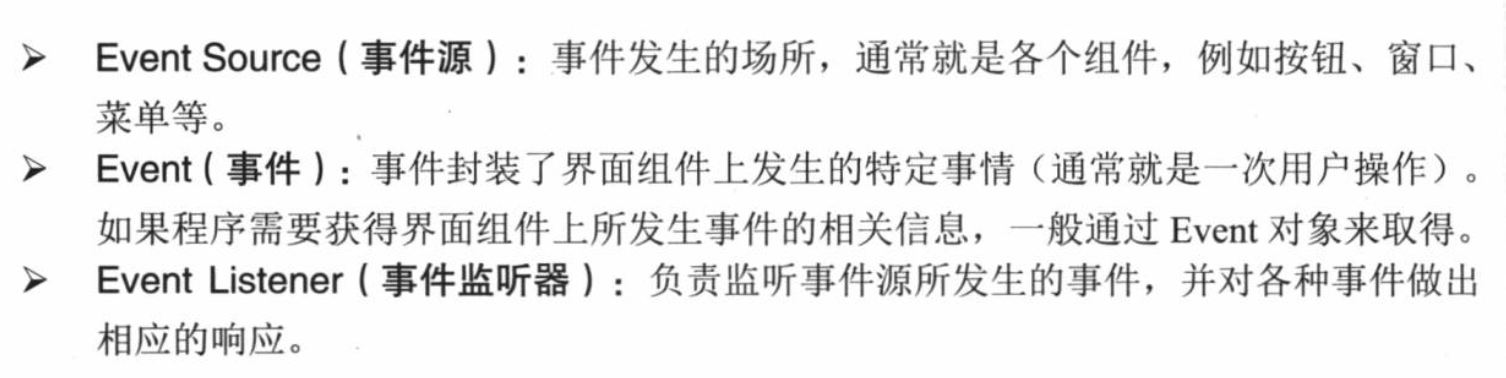 ➢ Event Source（事件源）：事件发生的场所，通常就是各个组件，例如按钮、窗口、
菜单等。
➢ Event（事件）：事件封装了界面组件上发生的特定事情（通常就是一次用户操作）。
如果程序需要获得界面组件上所发生事件的相关信息，一般通过 Event 对象来取得。
➢ Event Listener（事件监听器）：负责监听事件源所发生的事件，并对各种事件做出
相应的响应。